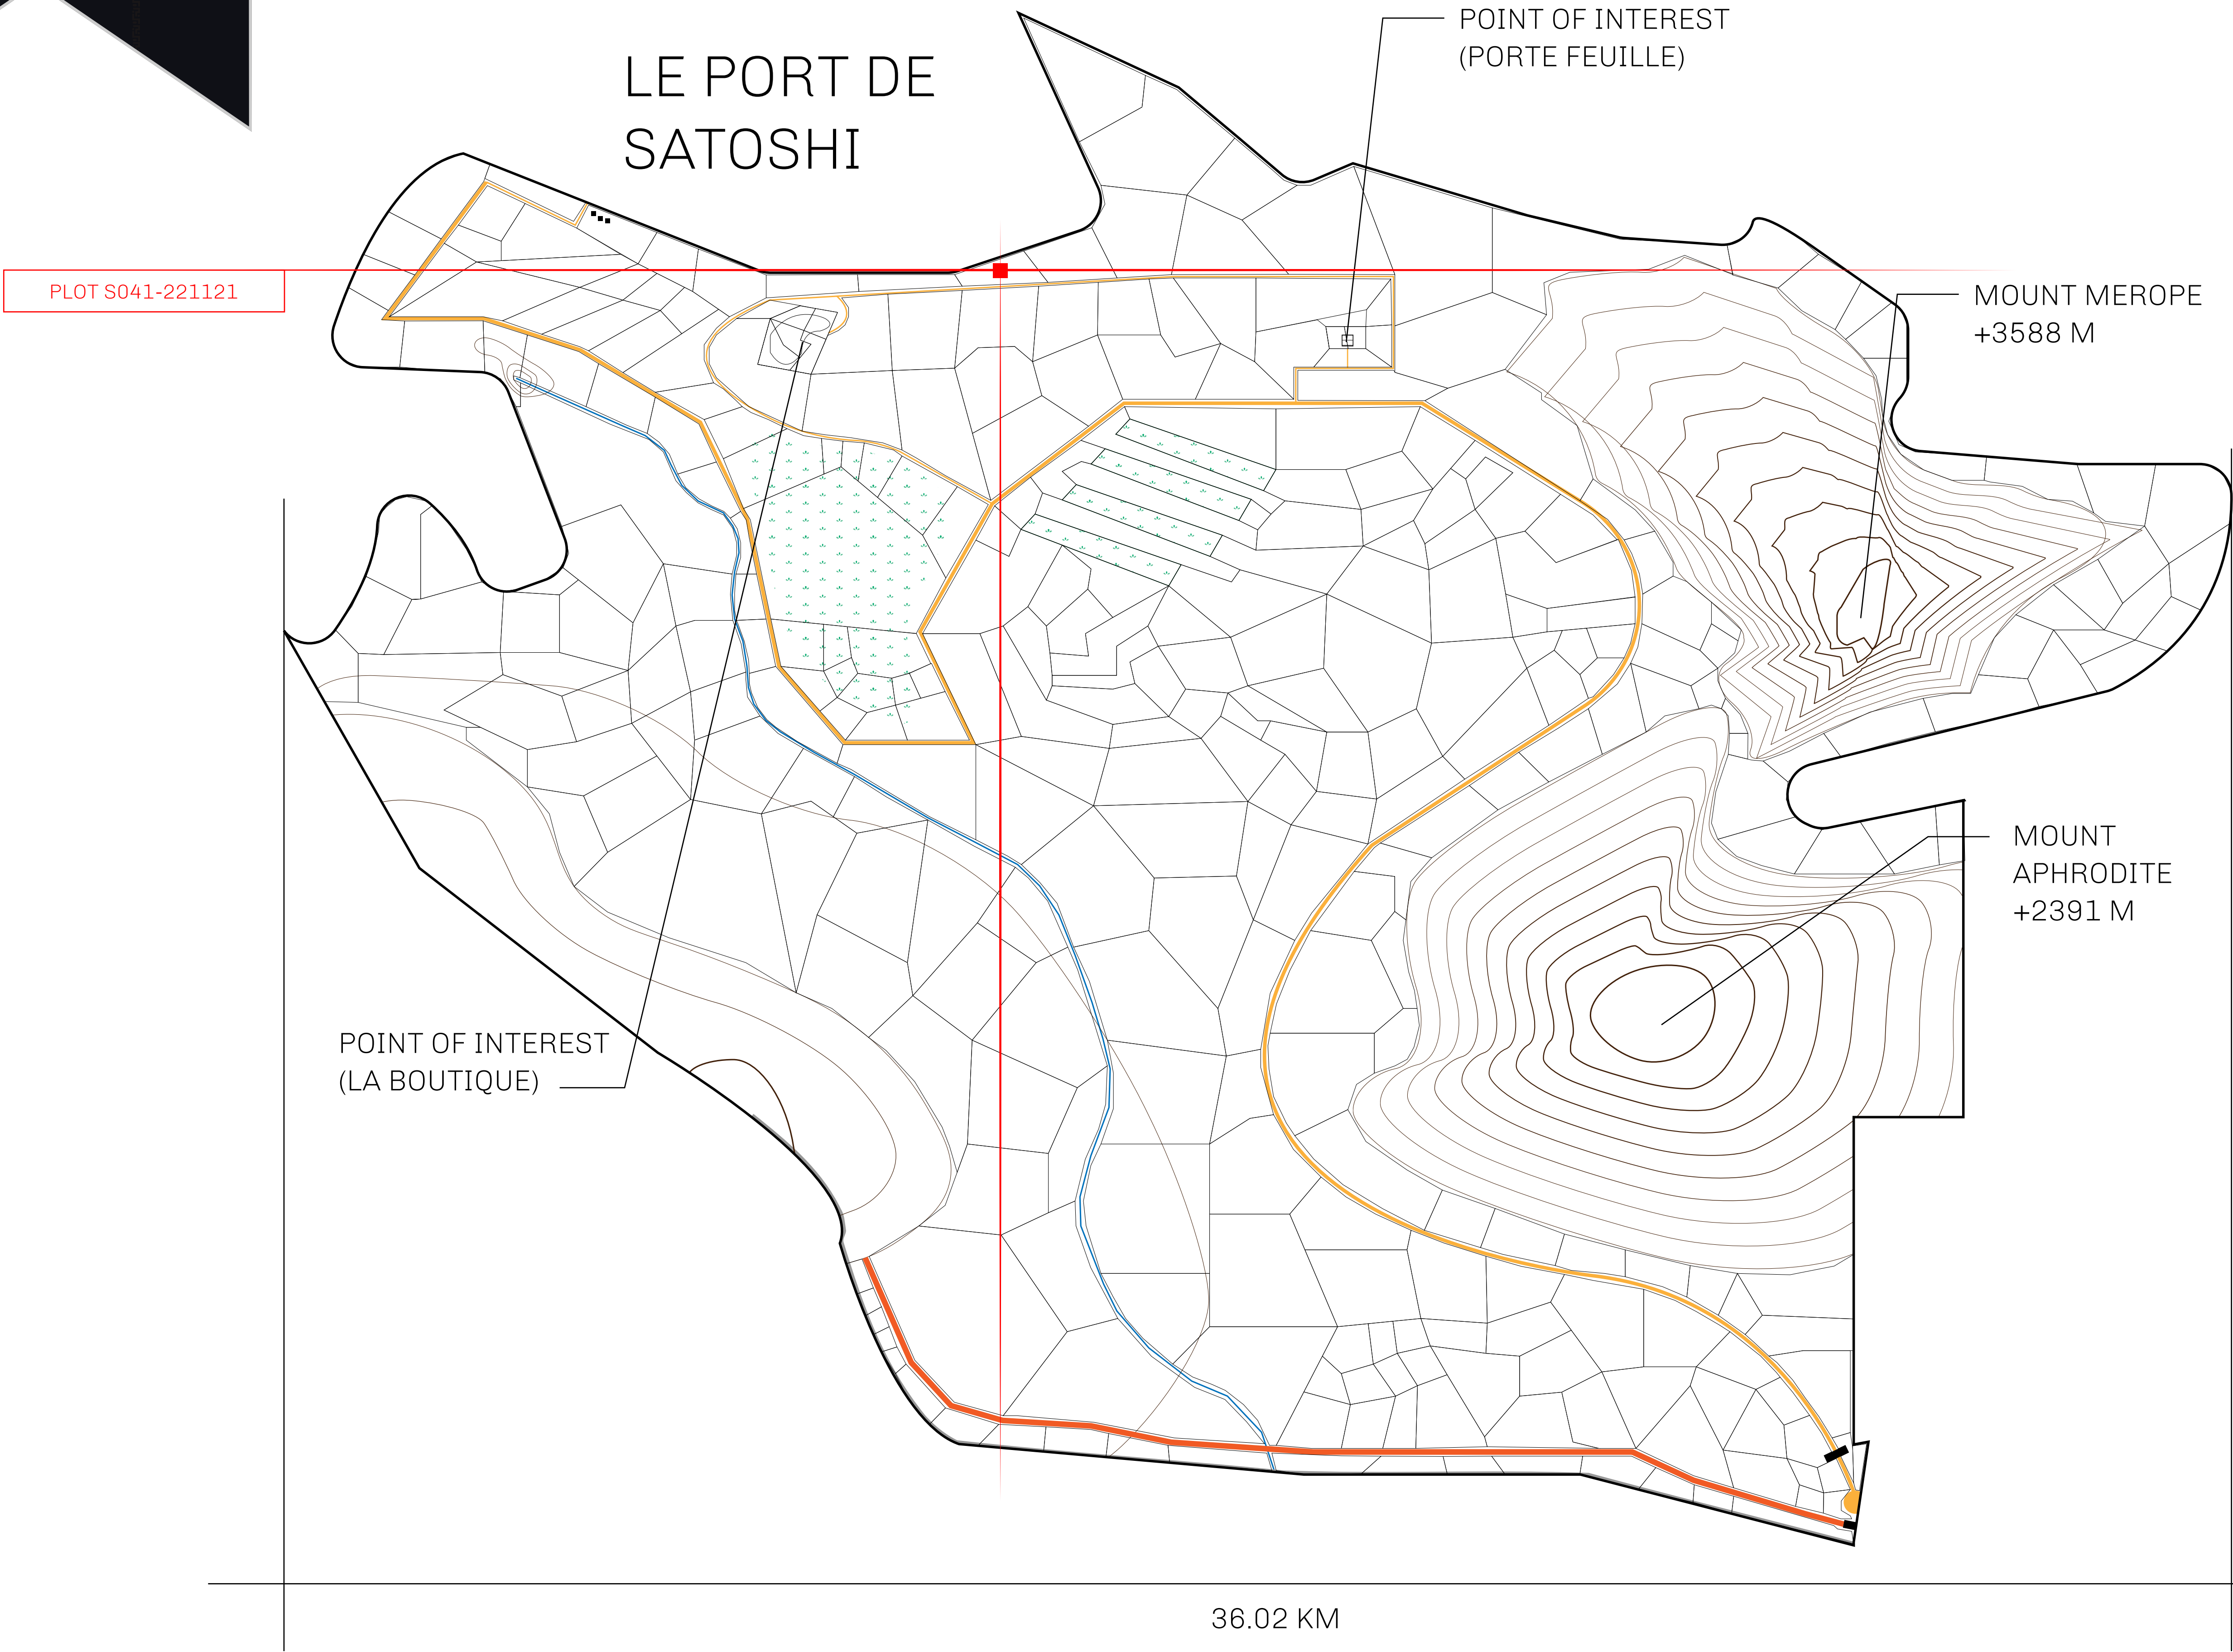 POINT OF INTEREST
(PORTE FEUILLE)
LE PORT DE
SATOSHI
PLOT S041-221121
MOUNT MEROPE
+3588 M
MOUNT
APHRODITE
+2391 M
POINT OF INTEREST
(LA BOUTIQUE)
36.02 KM